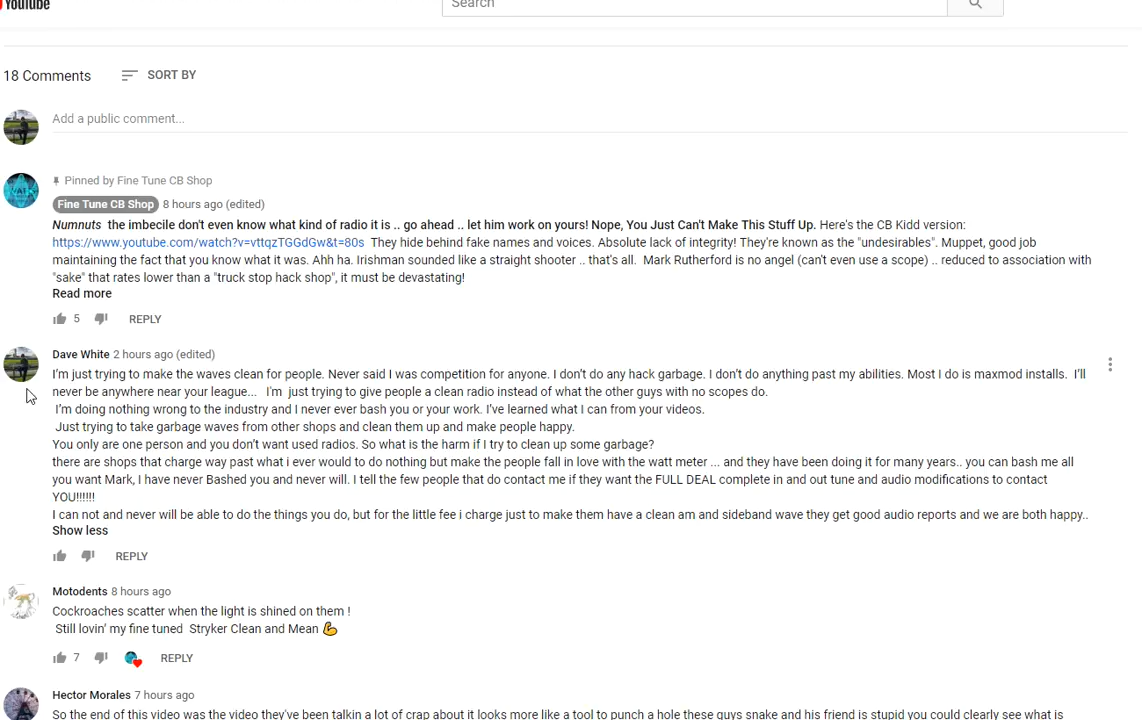 YouTube
Search
18 Comments SORT BY
Add a public comment...
Pinned by Fine Tune CB Shop
Fine Tune CB Shop 8 hours ago (edited)
Numnuts the imbecile don't even know what kind of radio it is .. go ahead .. let him work on yours! Nope, You Just Can't Make This Stuff Up. Here's the CB Kidd version:
https://www.youtube.com/watch?v=vttqzTGGdGw&t=80s They hide behind fake names and voices. Absolute lack of integrity! They're known as the "undesirables". Muppet, good job
maintaining the fact that you know what it was. Ahh ha. Irishman sounded like a straight shooter .. that's all. Mark Rutherford is no angel (can't even use a scope) .. reduced to association with
"sake" that rates lower than a "truck stop hack shop", it must be devastating!
Read more
5 REPLY
Dave White 2 hours ago (edited)
I'm just trying to make the waves clean for people. Never said I was competition for anyone. I don't do any hack garbage. I don't do anything past my abilities. Most I do is maxmod installs. I'll
never be anywhere near your league... I'm just trying to give people a clean radio instead of what the other guys with no scopes do.
I'm doing nothing wrong to the industry and I never ever bash you or your work. I've learned what I can from your videos.
Just trying to take garbage waves from other shops and clean them up and make people happy.
You only are one person and you don't want used radios. So what is the harm if I try to clean up some garbage?
there are shops that charge way past what i ever would to do nothing but make the people fall in love with the watt meter ... and they have been doing it for many years.. you can bash me all
you want Mark, I have never Bashed you and never will. I tell the few people that do contact me if they want the FULL DEAL complete in and out tune and audio modifications to contact
YOU!!!!!!
I can not and never will be able to do the things you do, but for the little fee i charge just to make them have a clean am and sideband wave they get good audio reports and we are both happy..
Show less
REPLY
Motodents 8 hours ago
Cockroaches scatter when the light is shined on them !
Still lovin' my fine tuned Stryker Clean and Mean 💪
7 REPLY
Hector Morales 7 hours ago
So the end of this video was the video they've been talkin a lot of crap about it looks more like a tool to punch a hole these guys snake and his friend is stupid you could clearly see what is